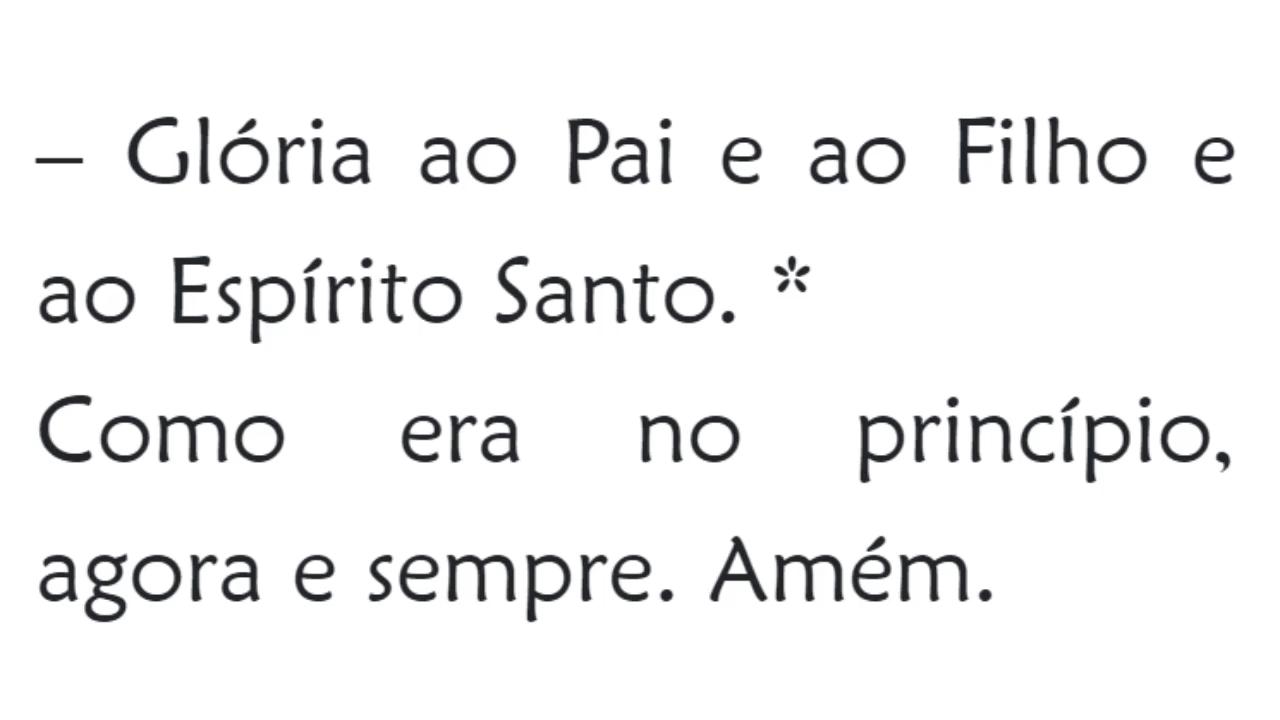 – Glória ao Pai e ao Filho e
ao Espírito Santo. *
Como era no princípio,
agora e sempre. Amém.